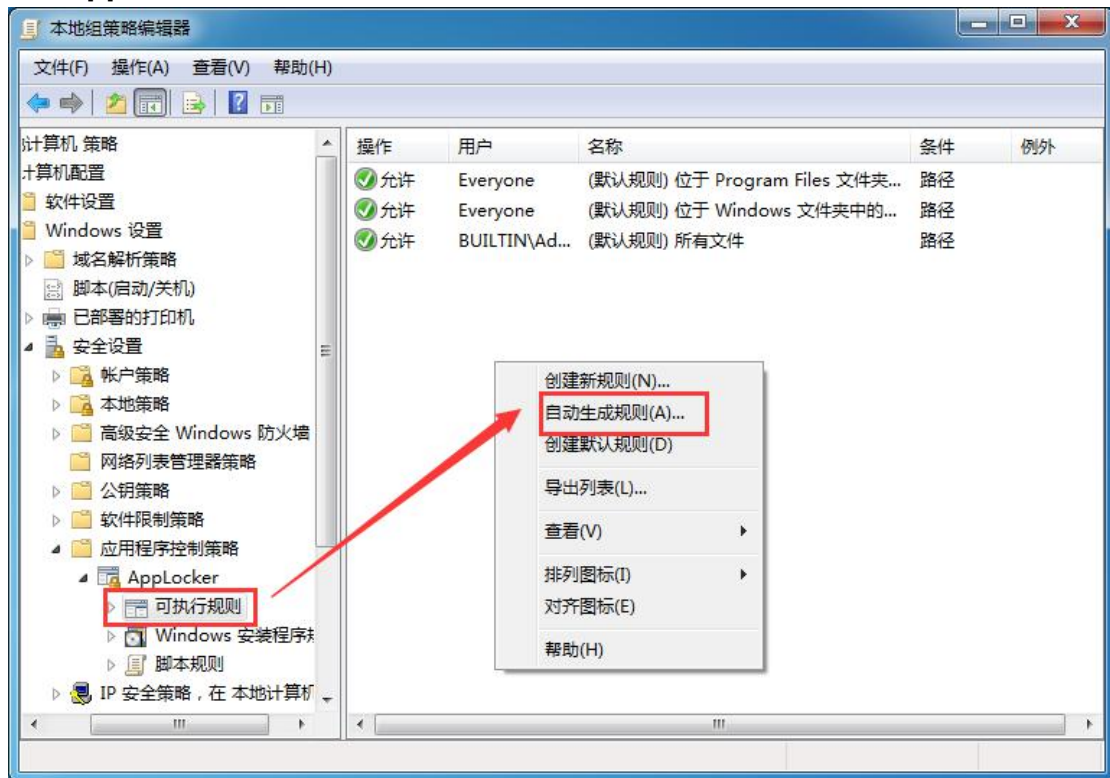 本地组策略编辑器
文件(F) 操作(A) 查看(V) 帮助(H)
计算机 策略
计算机配置
软件设置
Windows 设置
域名解析策略
脚本(启动/关机)
已部署的打印机
安全设置
帐户策略
本地策略
高级安全 Windows 防火墙
网络列表管理器策略
公钥策略
软件限制策略
应用程序控制策略
AppLocker
可执行规则
Windows 安装程序规
脚本规则
IP 安全策略，在 本地计算机
操作 用户 名称 条件 例外
允许 Everyone (默认规则) 位于 Program Files 文件夹... 路径
允许 Everyone (默认规则) 位于 Windows 文件夹中的... 路径
允许 BUILTIN\Ad... (默认规则) 所有文件 路径
创建新规则(N)...
自动生成规则(A)...
创建默认规则(D)
导出列表(L)...
查看(V)
排列图标(I)
对齐图标(E)
帮助(H)